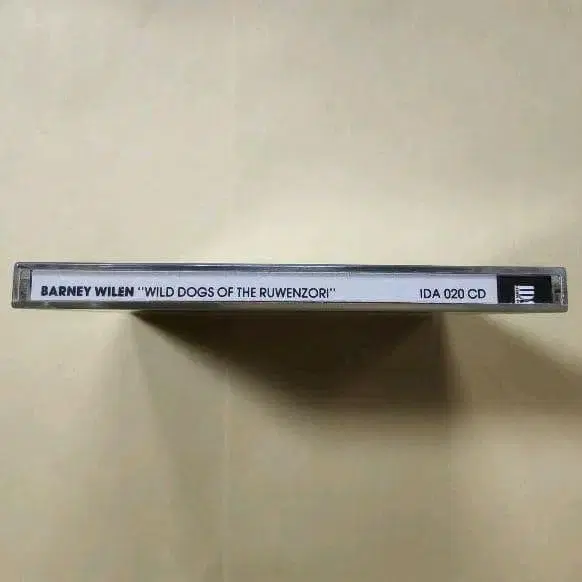 BARNEY WILEN "WILD DOGS OF THE RUWENZORI" IDA 020 CD